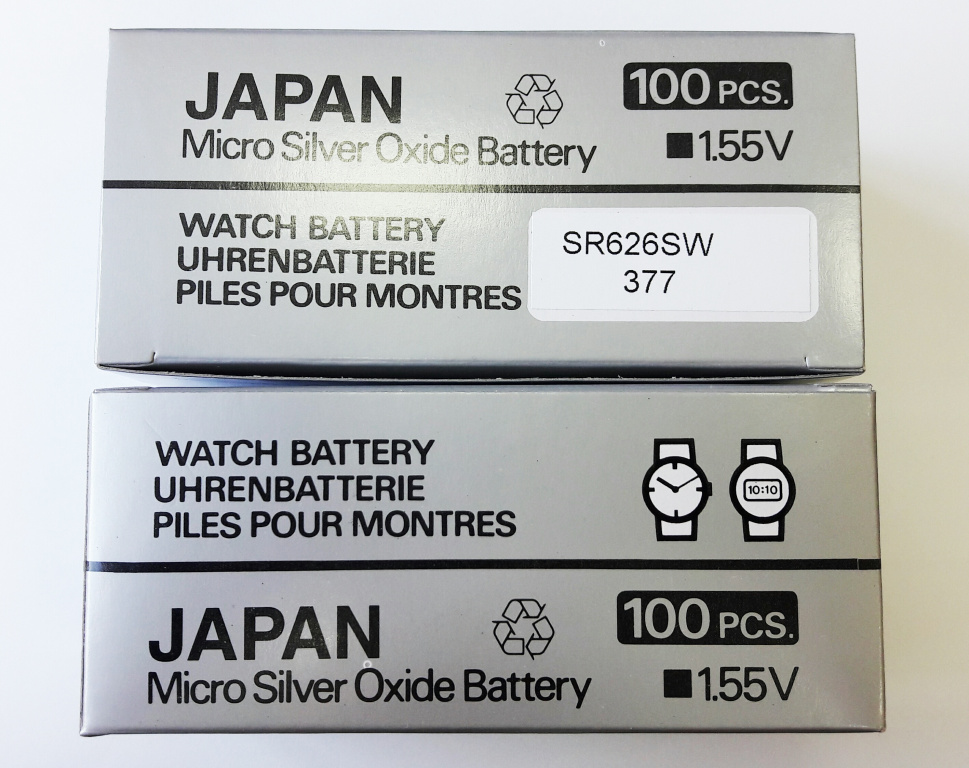 JAPAN
100 PCS.
Micro Silver Oxide Battery
1.55V
WATCH BATTERY
UHRENBATTERIE
PILES POUR MONTRES
SR626SW
377
WATCH BATTERY
UHRENBATTERIE
PILES POUR MONTRES
10:10
JAPAN
100 PCS.
Micro Silver Oxide Battery
1.55V